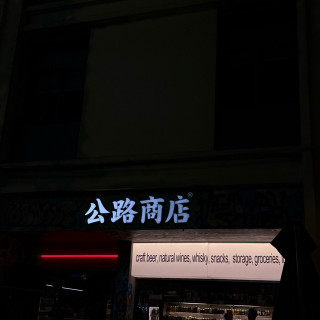 公路商店
craft beer, natural wines, whisky, snacks, storage, groceries,